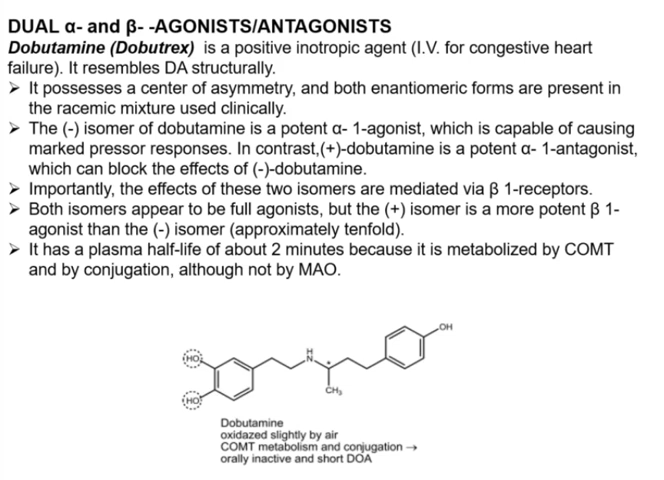 DUAL α- and β- -AGONISTS/ANTAGONISTS
Dobutamine (Dobutrex)  is a positive inotropic agent (I.V. for congestive heart
failure). It resembles DA structurally.
➢ It possesses a center of asymmetry, and both enantiomeric forms are present in
the racemic mixture used clinically.
➢ The (-) isomer of dobutamine is a potent α- 1-agonist, which is capable of causing
marked pressor responses. In contrast,(+)-dobutamine is a potent α- 1-antagonist,
which can block the effects of (-)-dobutamine.
➢ Importantly, the effects of these two isomers are mediated via β 1-receptors.
➢ Both isomers appear to be full agonists, but the (+) isomer is a more potent β 1-
agonist than the (-) isomer (approximately tenfold).
➢ It has a plasma half-life of about 2 minutes because it is metabolized by COMT
and by conjugation, although not by MAO.
OH
HO
H
N
*
HO
CH₃
Dobutamine
oxidazed slightly by air
COMT metabolism and conjugation →
orally inactive and short DOA